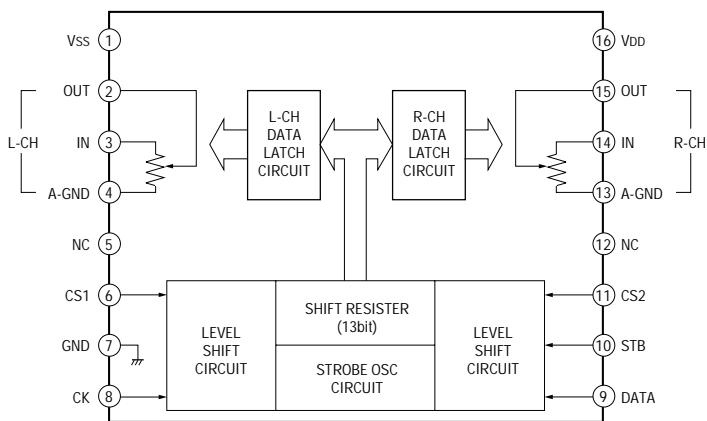 Vss 1
16 VDD
OUT 2
15 OUT
L-CH
IN 3
14 IN
R-CH
A-GND 4
13 A-GND
L-CH
DATA
LATCH
CIRCUIT
R-CH
DATA
LATCH
CIRCUIT
NC 5
12 NC
CS1 6
11 CS2
GND 7
10 STB
CK 8
9 DATA
LEVEL
SHIFT
CIRCUIT
SHIFT RESISTER
(13bit)
STROBE OSC
CIRCUIT
LEVEL
SHIFT
CIRCUIT